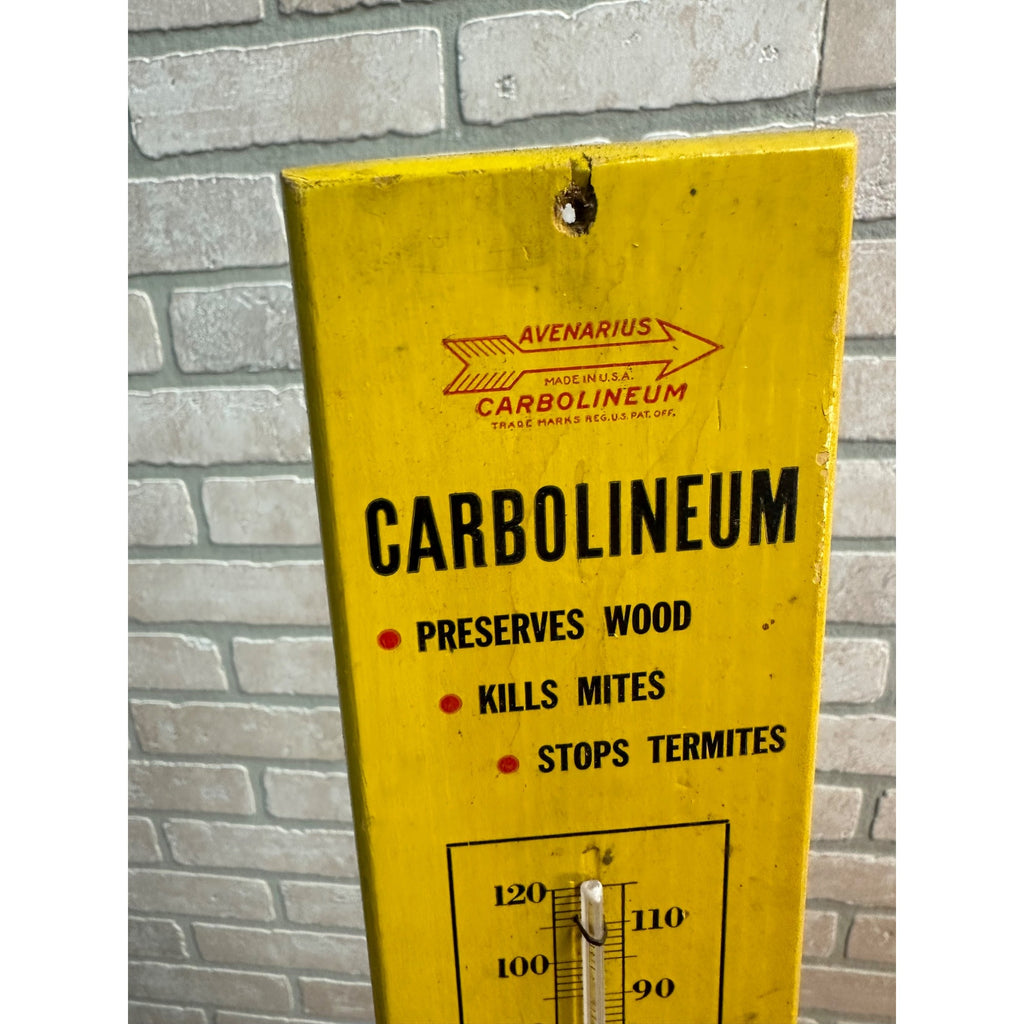 AVENARIUS
MADE IN U.S.A.
CARBOLINEUM
TRADE MARKS REG. U.S. PAT. OFF.
CARBOLINEUM
PRESERVES WOOD
KILLS MITES
STOPS TERMITES
120
110
100
90